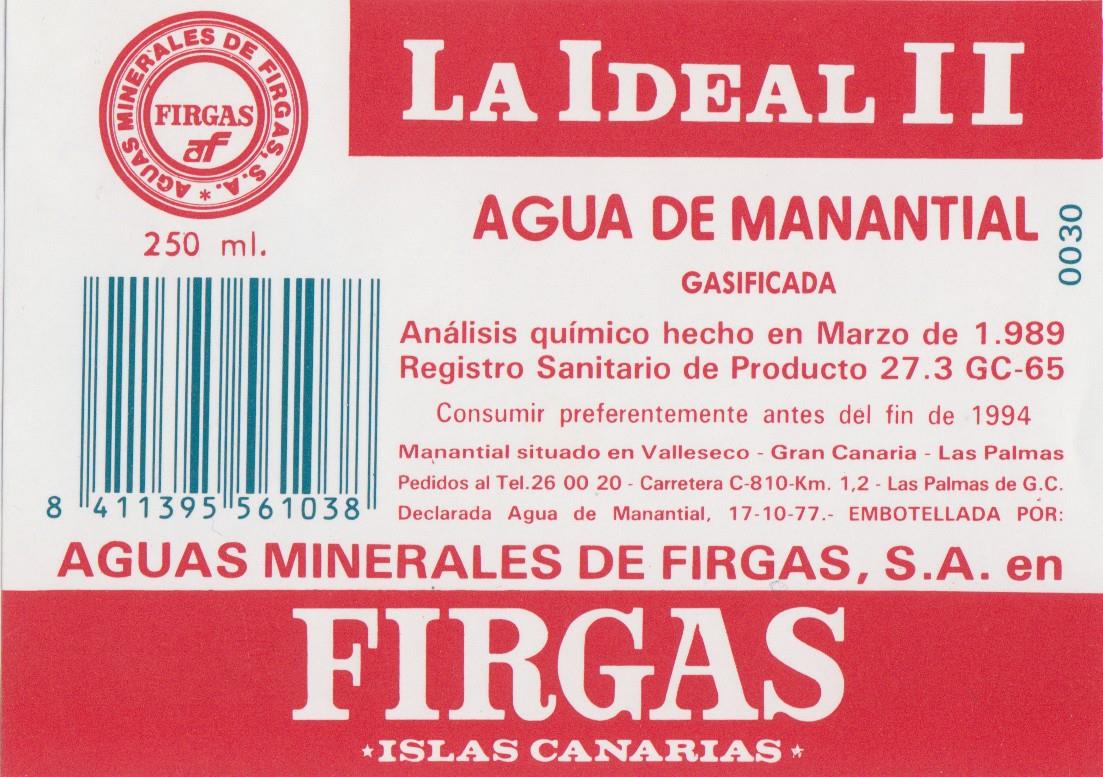 AGUAS MINERALES DE FIRGAS, S.A. *
FIRGAS
af
250 ml.
8 411395 561038
LA IDEAL II
AGUA DE MANANTIAL
GASIFICADA
0030
Análisis químico hecho en Marzo de 1.989
Registro Sanitario de Producto 27.3 GC-65
Consumir preferentemente antes del fin de 1994
Manantial situado en Valleseco - Gran Canaria - Las Palmas
Pedidos al Tel.26 00 20 - Carretera C-810-Km. 1,2 - Las Palmas de G.C.
Declarada Agua de Manantial, 17-10-77.- EMBOTELLADA POR:
AGUAS MINERALES DE FIRGAS, S.A. en
FIRGAS
*ISLAS CANARIAS*